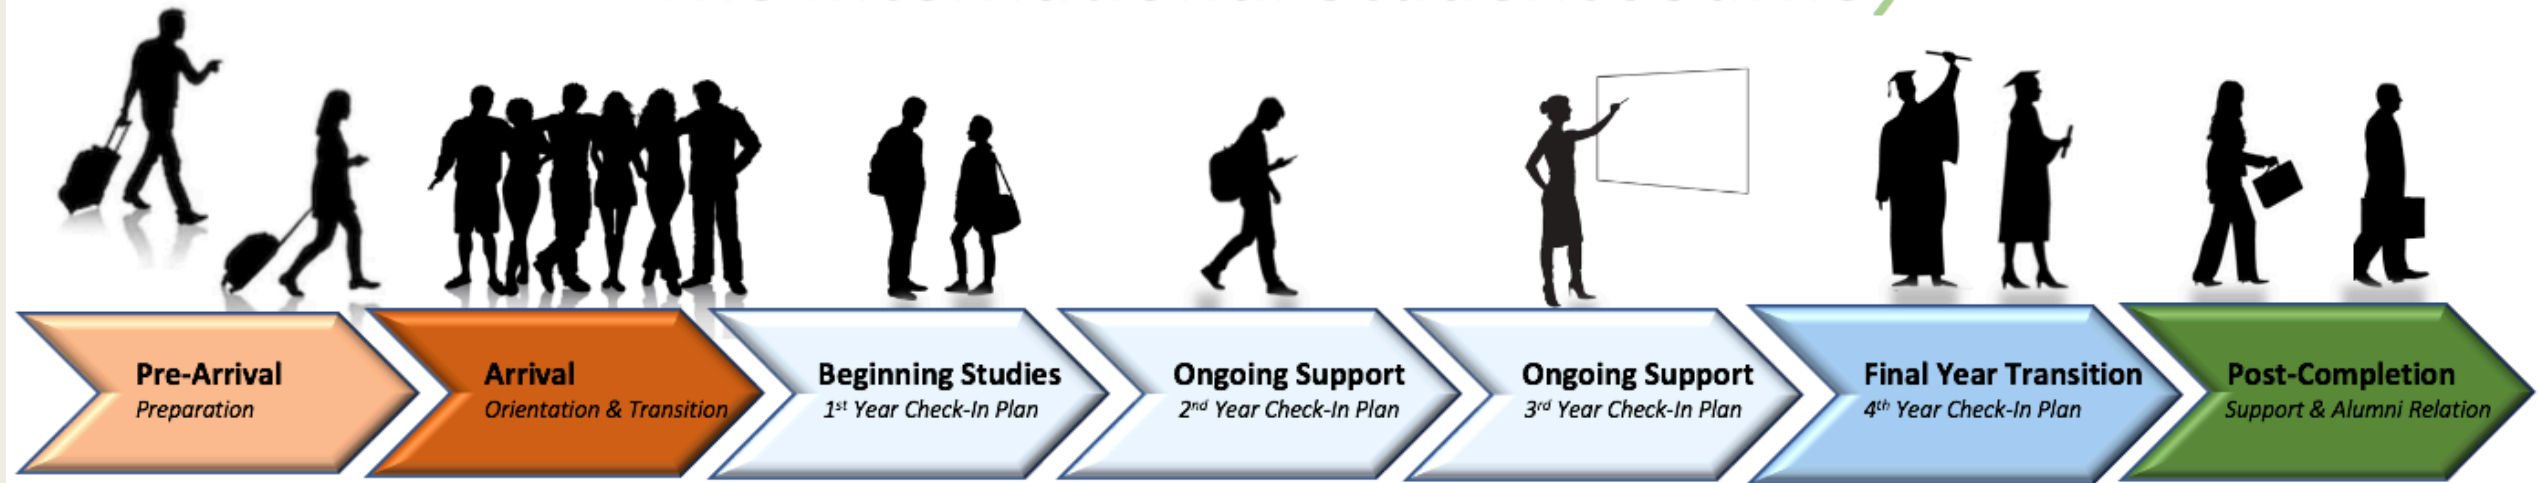 Pre-Arrival
Preparation
Arrival
Orientation & Transition
Beginning Studies
1st Year Check-In Plan
Ongoing Support
2nd Year Check-In Plan
Ongoing Support
3rd Year Check-In Plan
Final Year Transition
4th Year Check-In Plan
Post-Completion
Support & Alumni Relation